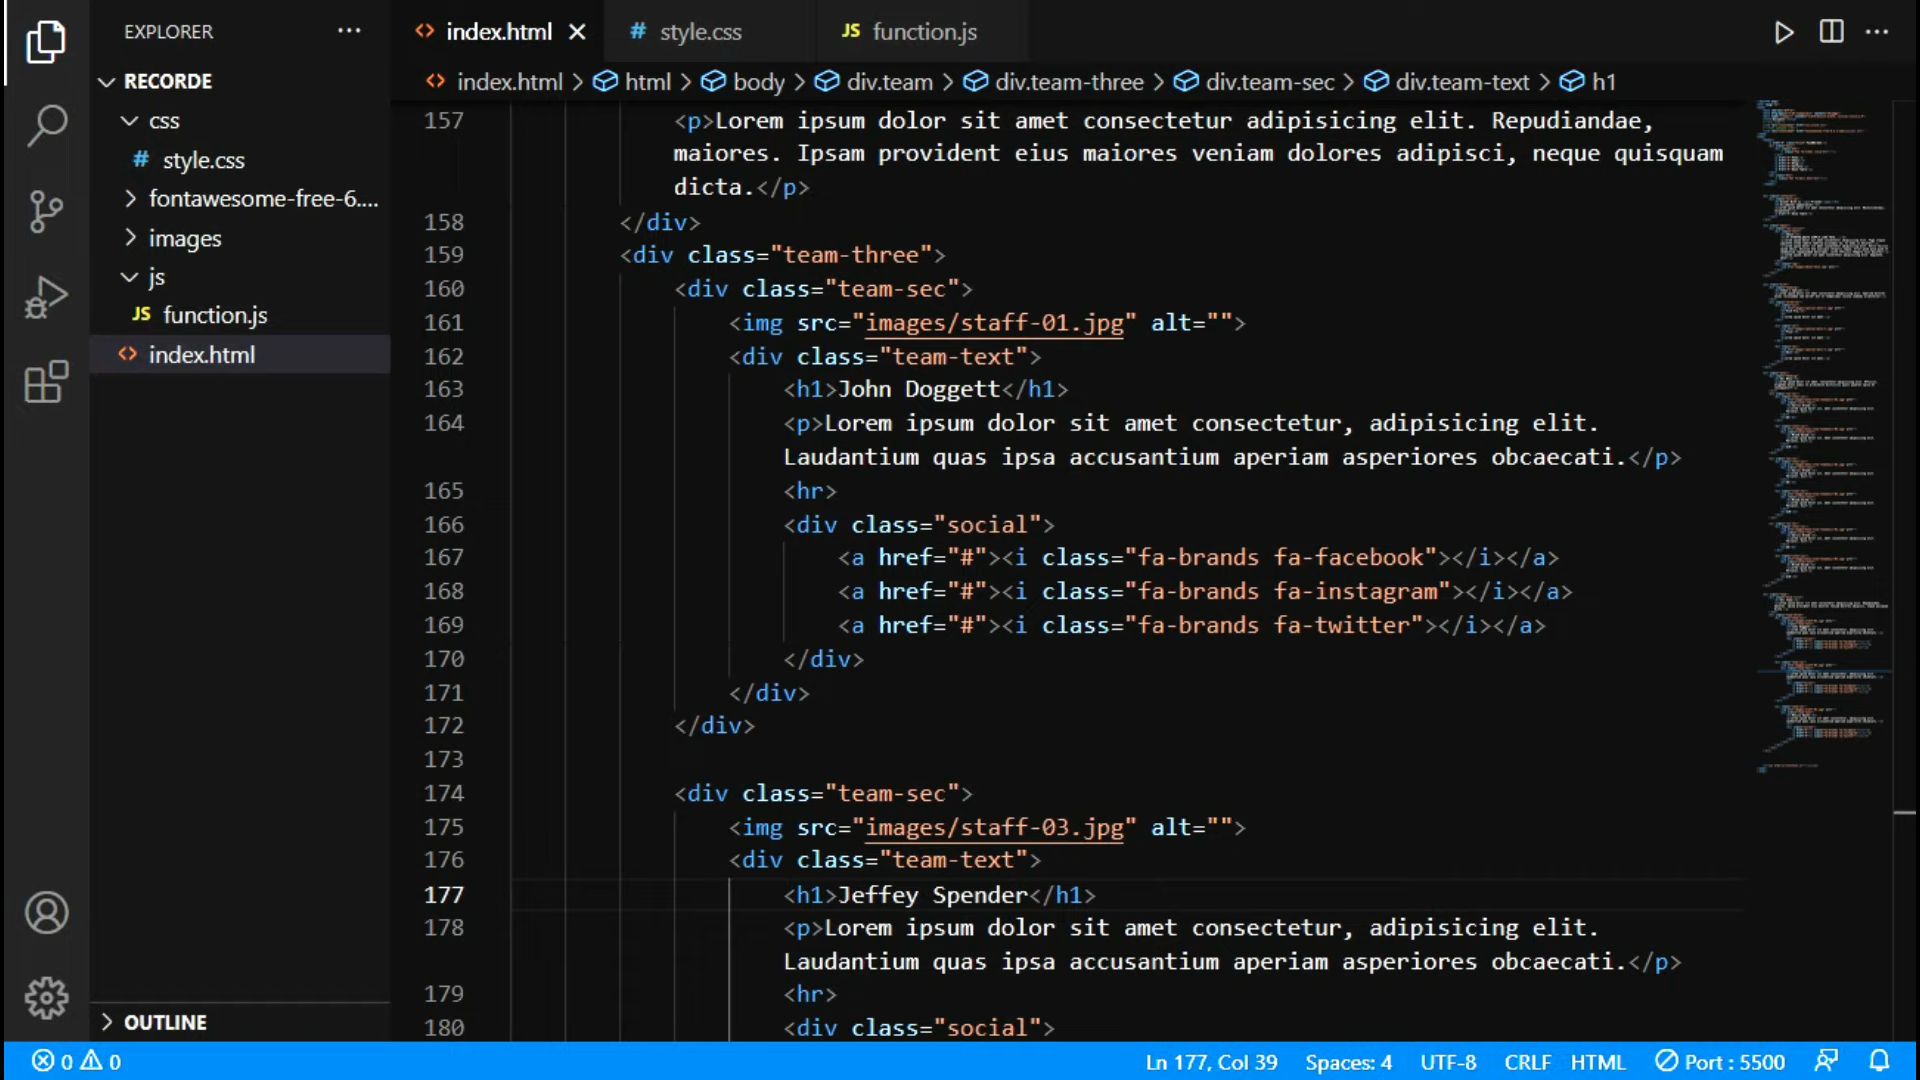 EXPLORER
RECORDE
css
# style.css
fontawesome-free-6....
images
js
JS function.js
<> index.html
OUTLINE
<> index.html
# style.css
JS function.js
<> index.html > html > body > div.team > div.team-three > div.team-sec > div.team-text > h1
157 <p>Lorem ipsum dolor sit amet consectetur adipisicing elit. Repudiandae,
maiores. Ipsam provident eius maiores veniam dolores adipisci, neque quisquam
dicta.</p>
158 </div>
159 <div class="team-three">
160 <div class="team-sec">
161 <img src="images/staff-01.jpg" alt="">
162 <div class="team-text">
163 <h1>John Doggett</h1>
164 <p>Lorem ipsum dolor sit amet consectetur, adipisicing elit.
Laudantium quas ipsa accusantium aperiam asperiores obcaecati.</p>
165 <hr>
166 <div class="social">
167 <a href="#"><i class="fa-brands fa-facebook"></i></a>
168 <a href="#"><i class="fa-brands fa-instagram"></i></a>
169 <a href="#"><i class="fa-brands fa-twitter"></i></a>
170 </div>
171 </div>
172 </div>
173
174 <div class="team-sec">
175 <img src="images/staff-03.jpg" alt="">
176 <div class="team-text">
177 <h1>Jeffey Spender</h1>
178 <p>Lorem ipsum dolor sit amet consectetur, adipisicing elit.
Laudantium quas ipsa accusantium aperiam asperiores obcaecati.</p>
179 <hr>
180 <div class="social">
0 0
Ln 177, Col 39
Spaces: 4
UTF-8
CRLF
HTML
Port : 5500